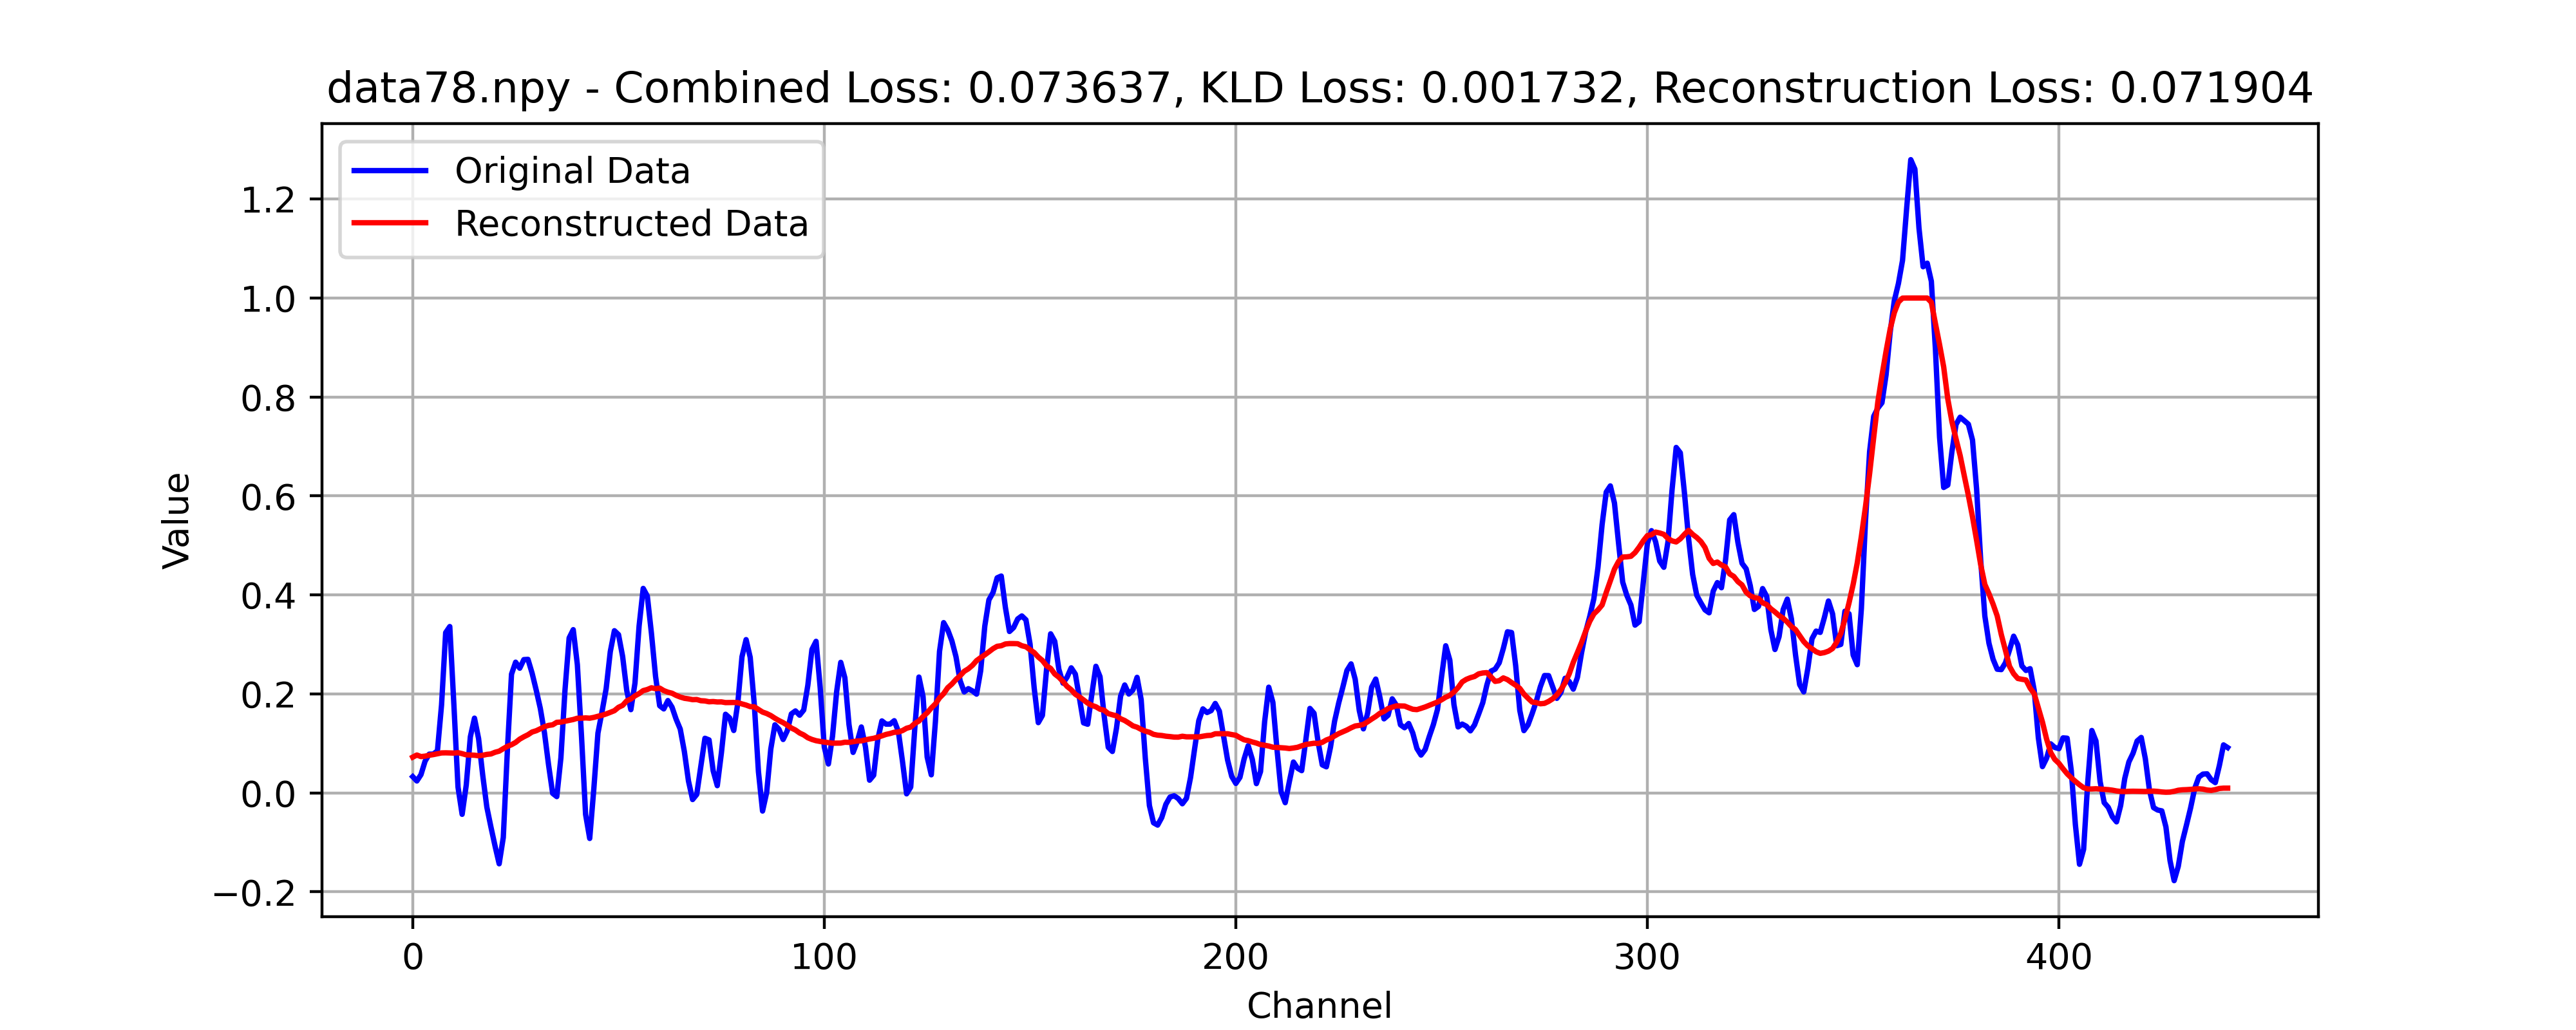 data78.npy - Combined Loss: 0.073637, KLD Loss: 0.001732, Reconstruction Loss: 0.071904
Original Data
Reconstructed Data
1.2
1.0
0.8
0.6
0.4
0.2
0.0
−0.2
Value
0 100 200 300 400
Channel